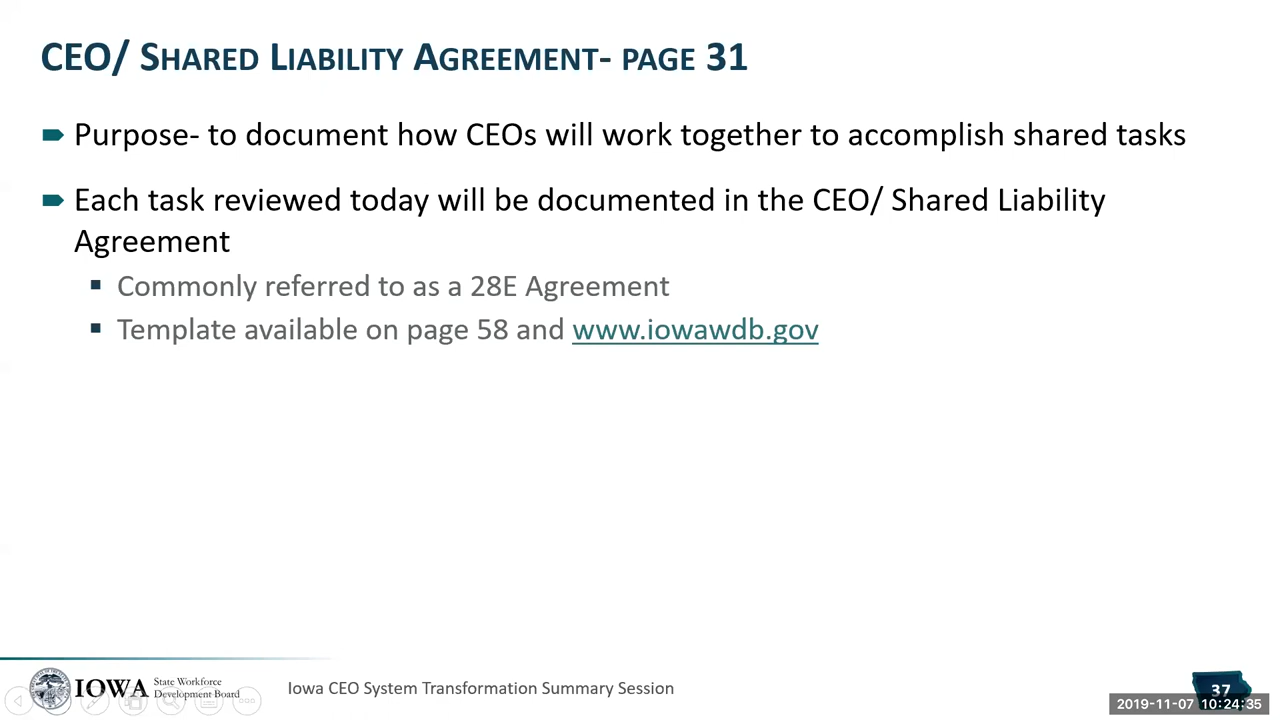 CEO/ SHARED LIABILITY AGREEMENT- PAGE 31
Purpose- to document how CEOs will work together to accomplish shared tasks
Each task reviewed today will be documented in the CEO/ Shared Liability
Agreement
Commonly referred to as a 28E Agreement
Template available on page 58 and www.iowawdb.gov
IOWA State Workforce
Development Board
Iowa CEO System Transformation Summary Session
37
2019-11-07 10:24:35